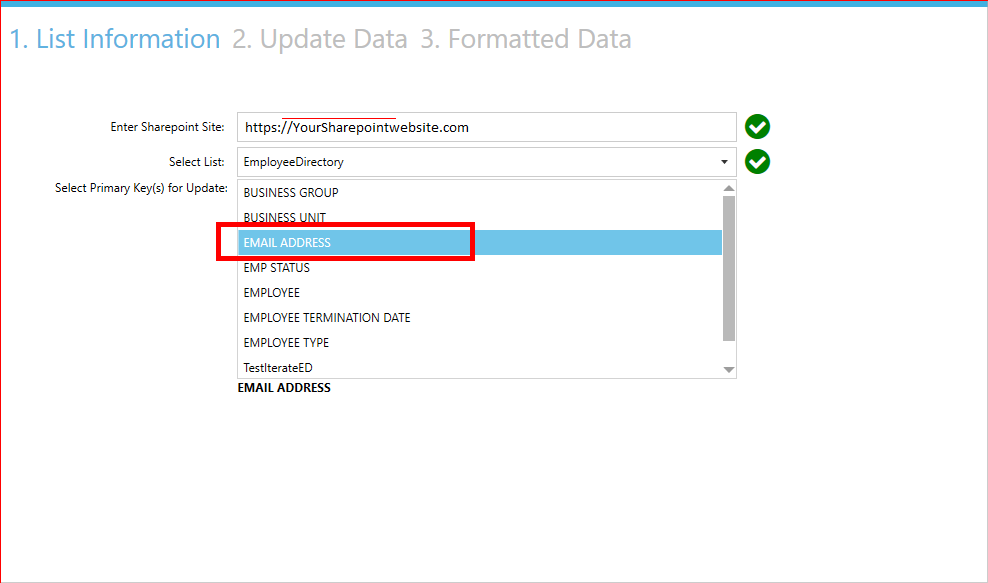 1. List Information 2. Update Data 3. Formatted Data
Enter Sharepoint Site: https://YourSharepointwebsite.com
Select List: EmployeeDirectory
Select Primary Key(s) for Update: BUSINESS GROUP
BUSINESS UNIT
EMAIL ADDRESS
EMP STATUS
EMPLOYEE
EMPLOYEE TERMINATION DATE
EMPLOYEE TYPE
TestIterateED
EMAIL ADDRESS